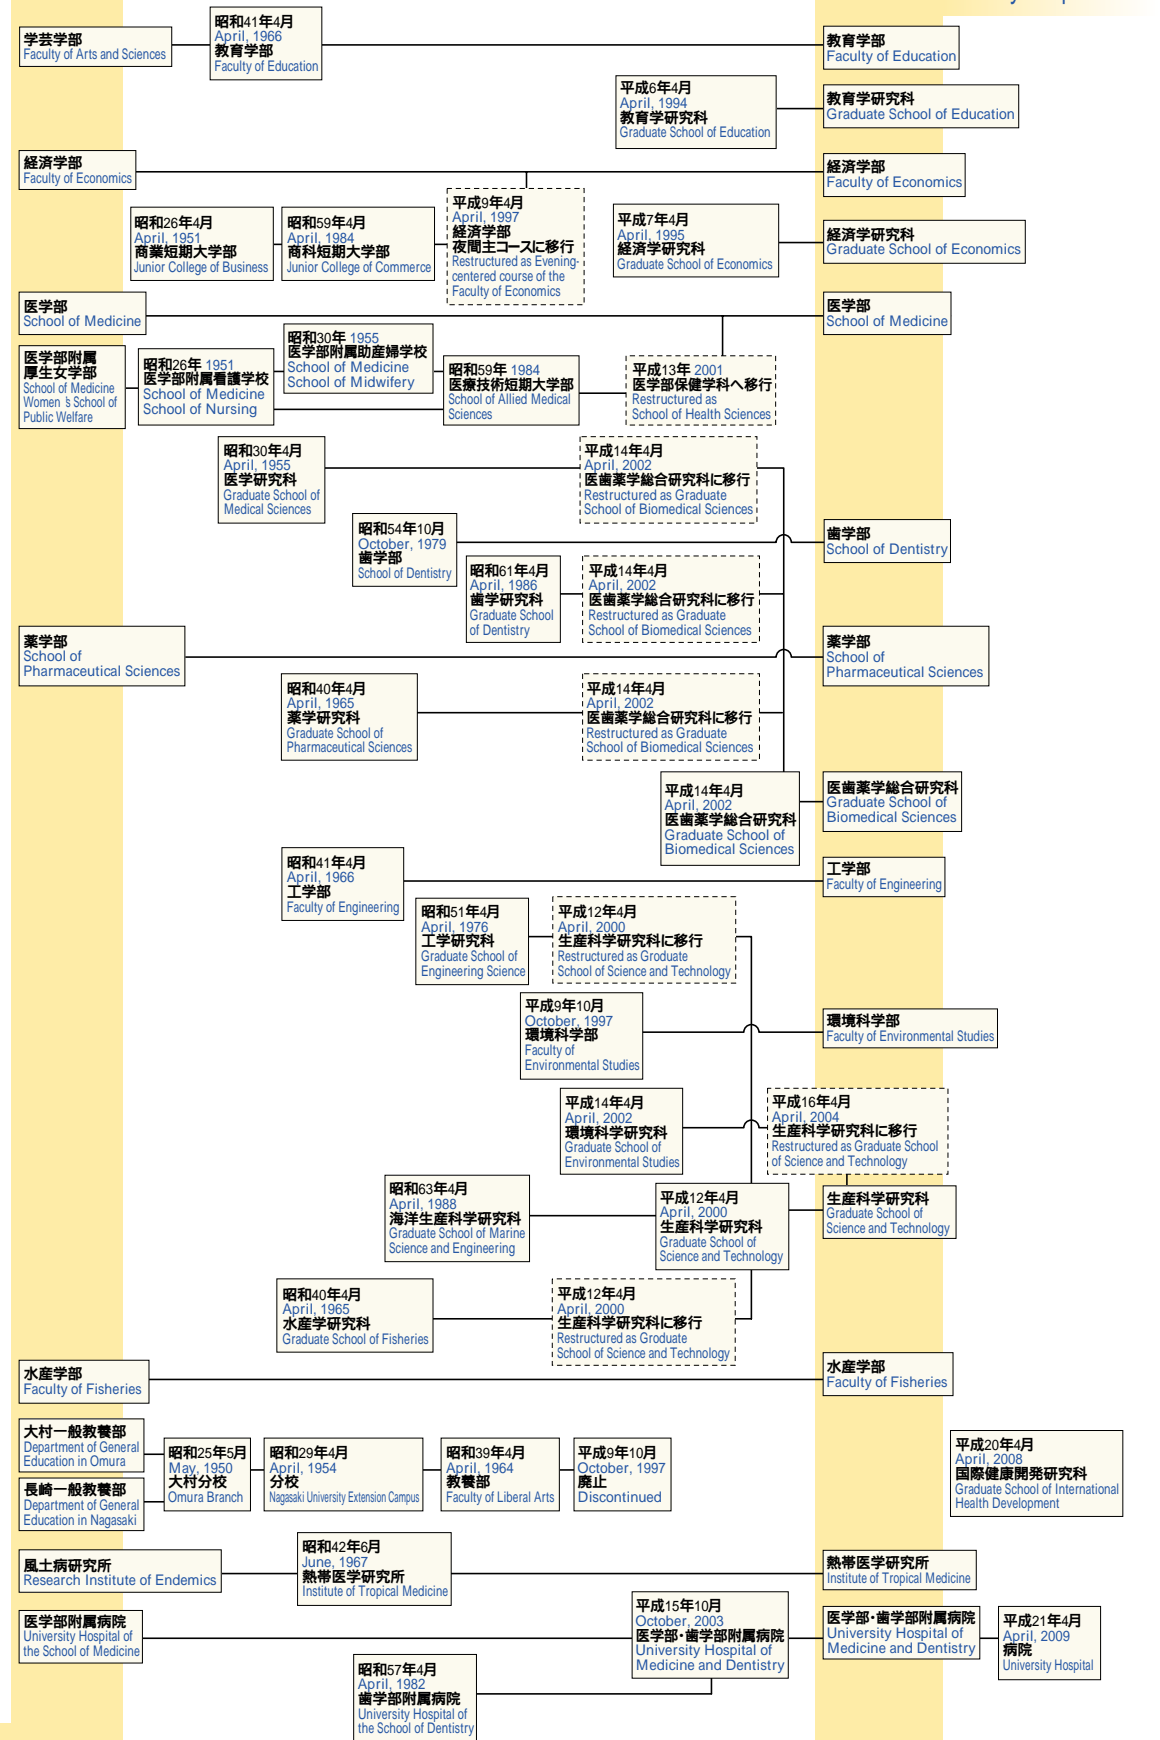 学芸学部
Faculty of Arts and Sciences
昭和41年4月
April, 1966
教育学部
Faculty of Education
教育学部
Faculty of Education
平成6年4月
April, 1994
教育学研究科
Graduate School of Education
教育学研究科
Graduate School of Education
経済学部
Faculty of Economics
経済学部
Faculty of Economics
昭和26年4月
April, 1951
商業短期大学部
Junior College of Business
昭和59年4月
April, 1984
商科短期大学部
Junior College of Commerce
平成9年4月
April, 1997
経済学部
夜間主コースに移行
Restructured as Evening-
centered course of the
Faculty of Economics
平成7年4月
April, 1995
経済学研究科
Graduate School of Economics
経済学研究科
Graduate School of Economics
医学部
School of Medicine
医学部
School of Medicine
医学部附属
厚生女学部
School of Medicine
Women's School of
Public Welfare
昭和26年 1951
医学部附属看護学校
School of Medicine
School of Nursing
昭和30年 1955
医学部附属助産婦学校
School of Medicine
School of Midwifery
昭和59年 1984
医療技術短期大学部
School of Allied Medical
Sciences
平成13年 2001
医学部保健学科へ移行
Restructured as
School of Health Sciences
昭和30年4月
April, 1955
医学研究科
Graduate School of
Medical Sciences
平成14年4月
April, 2002
医歯薬学総合研究科に移行
Restructured as Graduate
School of Biomedical Sciences
昭和54年10月
October, 1979
歯学部
School of Dentistry
歯学部
School of Dentistry
昭和61年4月
April, 1986
歯学研究科
Graduate School
of Dentistry
平成14年4月
April, 2002
医歯薬学総合研究科に移行
Restructured as Graduate
School of Biomedical Sciences
薬学部
School of
Pharmaceutical Sciences
薬学部
School of
Pharmaceutical Sciences
昭和40年4月
April, 1965
薬学研究科
Graduate School of
Pharmaceutical Sciences
平成14年4月
April, 2002
医歯薬学総合研究科に移行
Restructured as Graduate
School of Biomedical Sciences
平成14年4月
April, 2002
医歯薬学総合研究科
Graduate School of
Biomedical Sciences
医歯薬学総合研究科
Graduate School of
Biomedical Sciences
昭和41年4月
April, 1966
工学部
Faculty of Engineering
工学部
Faculty of Engineering
昭和51年4月
April, 1976
工学研究科
Graduate School of
Engineering Science
平成12年4月
April, 2000
生産科学研究科に移行
Restructured as Groduate
School of Science and Technology
平成9年10月
October, 1997
環境科学部
Faculty of
Environmental Studies
環境科学部
Faculty of Environmental Studies
平成14年4月
April, 2002
環境科学研究科
Graduate School of
Environmental Studies
平成16年4月
April, 2004
生産科学研究科に移行
Restructured as Graduate School
of Science and Technology
昭和63年4月
April, 1988
海洋生産科学研究科
Graduate School of Marine
Science and Engineering
平成12年4月
April, 2000
生産科学研究科
Graduate School of
Science and Technology
生産科学研究科
Graduate School of
Science and Technology
昭和40年4月
April, 1965
水産学研究科
Graduate School of Fisheries
平成12年4月
April, 2000
生産科学研究科に移行
Restructured as Groduate
School of Science and Technology
水産学部
Faculty of Fisheries
水産学部
Faculty of Fisheries
大村一般教養部
Department of General
Education in Omura
長崎一般教養部
Department of General
Education in Nagasaki
昭和25年5月
May, 1950
大村分校
Omura Branch
昭和29年4月
April, 1954
分校
Nagasaki University Extension Campus
昭和39年4月
April, 1964
教養部
Faculty of Liberal Arts
平成9年10月
October, 1997
廃止
Discontinued
平成20年4月
April, 2008
国際健康開発研究科
Graduate School of International
Health Development
風土病研究所
Research Institute of Endemics
昭和42年6月
June, 1967
熱帯医学研究所
Institute of Tropical Medicine
熱帯医学研究所
Institute of Tropical Medicine
医学部附属病院
University Hospital of
the School of Medicine
平成15年10月
October, 2003
医学部・歯学部附属病院
University Hospital of
Medicine and Dentistry
医学部・歯学部附属病院
University Hospital of
Medicine and Dentistry
平成21年4月
April, 2009
病院
University Hospital
昭和57年4月
April, 1982
歯学部附属病院
University Hospital of
the School of Dentistry